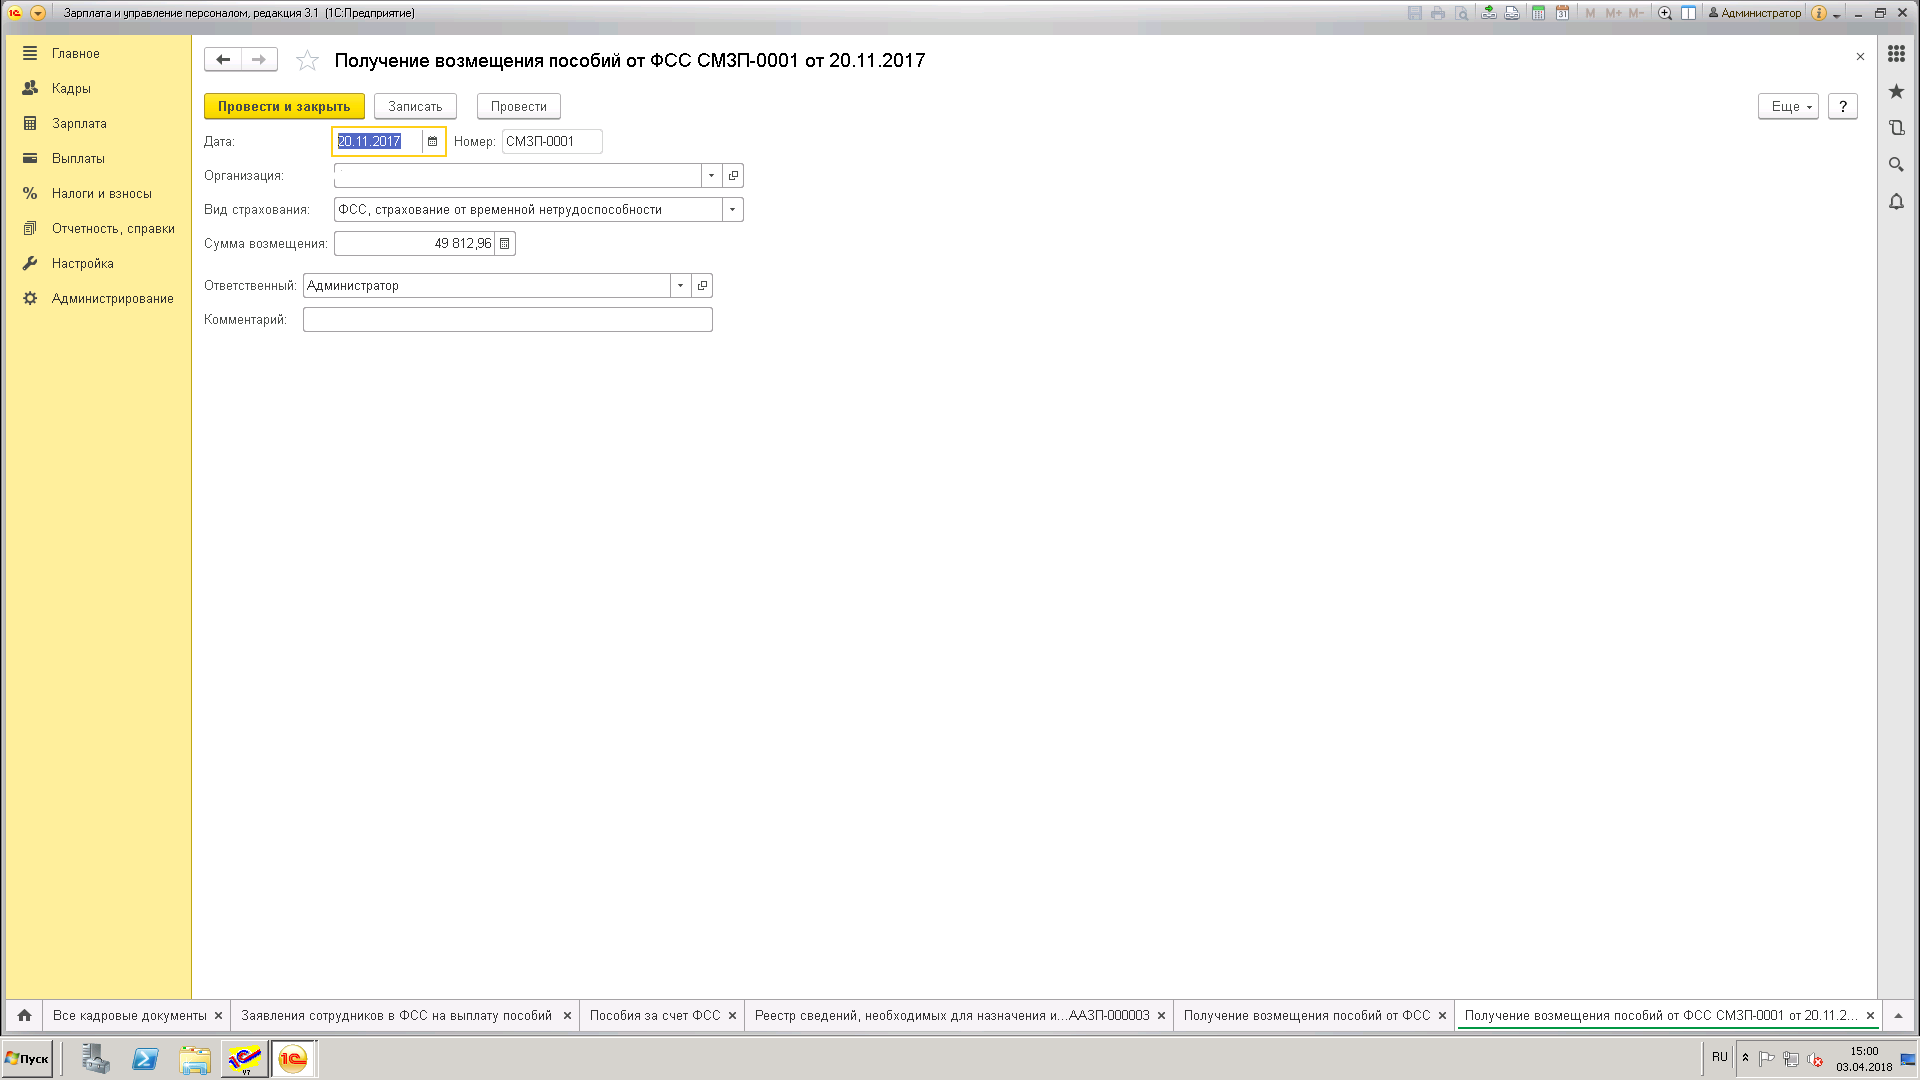 Зарплата и управление персоналом, редакция 3.1 (1С:Предприятие)
M M+ M-
Администратор
Главное
Кадры
Зарплата
Выплаты
Налоги и взносы
Отчетность, справки
Настройка
Администрирование
Получение возмещения пособий от ФСС СМЗП-0001 от 20.11.2017
Провести и закрыть
Записать
Провести
Еще
?
Дата: 20.11.2017 Номер: СМЗП-0001
Организация:
Вид страхования: ФСС, страхование от временной нетрудоспособности
Сумма возмещения: 49 812,96
Ответственный: Администратор
Комментарий:
Все кадровые документы
Заявления сотрудников в ФСС на выплату пособий
Пособия за счет ФСС
Реестр сведений, необходимых для назначения и...ААЗП-000003
Получение возмещения пособий от ФСС
Получение возмещения пособий от ФСС СМЗП-0001 от 20.11.2...
Пуск
RU
15:00
03.04.2018